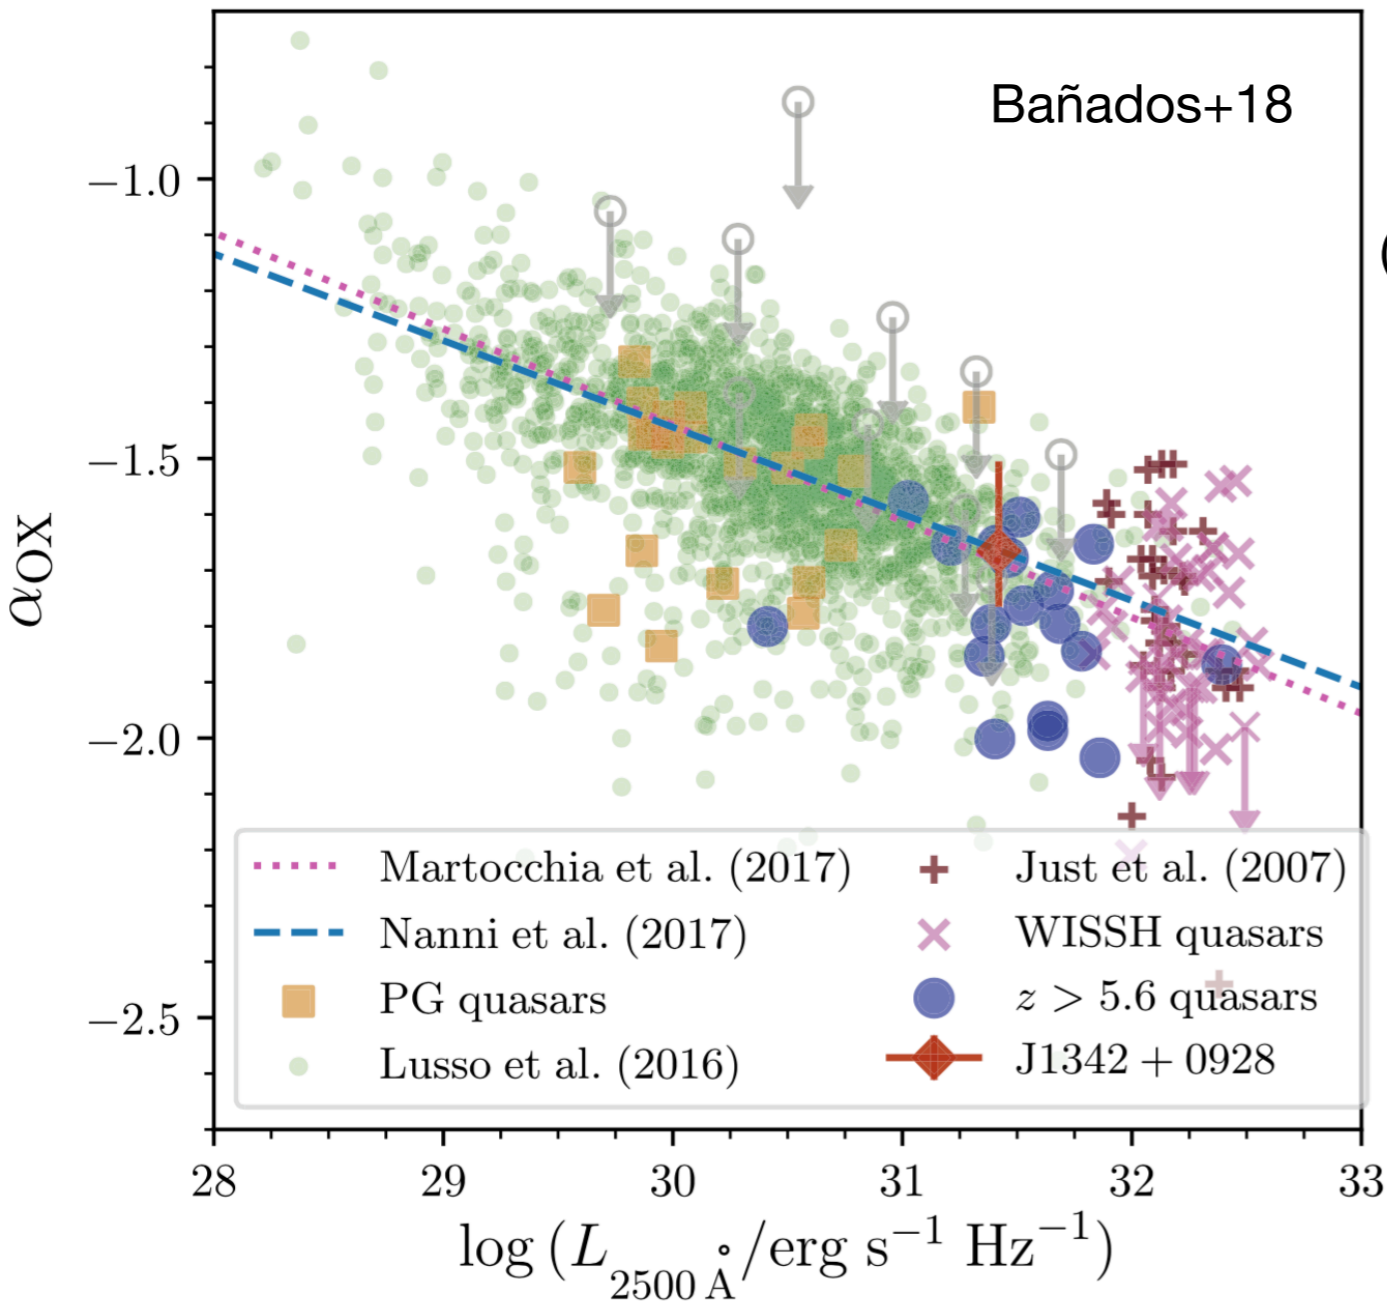 Bañados+18
(
−1.0
−1.5
−2.0
−2.5
αOX
Martocchia et al. (2017)
Nanni et al. (2017)
PG quasars
Lusso et al. (2016)
Just et al. (2007)
WISSH quasars
z > 5.6 quasars
J1342 + 0928
28 29 30 31 32 33
log (L2500 Å/erg s−1 Hz−1)